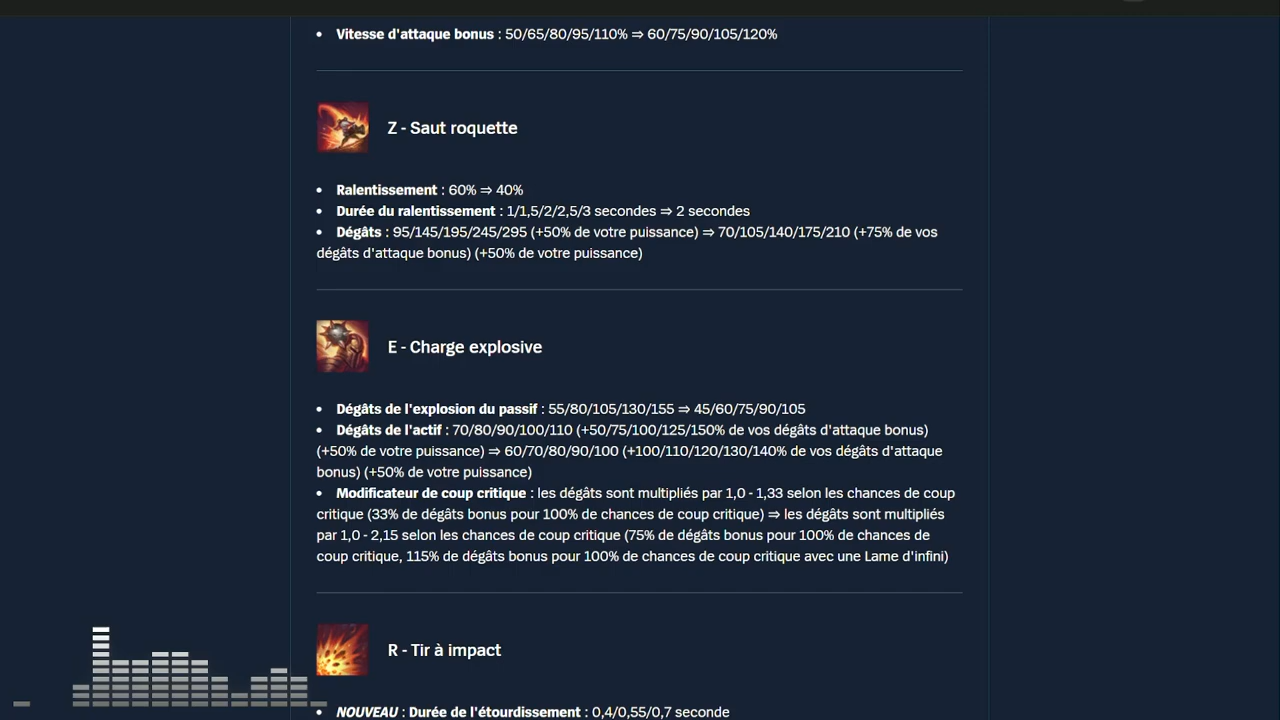 • Vitesse d'attaque bonus : 50/65/80/95/110% ⇒ 60/75/90/105/120%
Z - Saut roquette
• Ralentissement : 60% ⇒ 40%
• Durée du ralentissement : 1/1,5/2/2,5/3 secondes ⇒ 2 secondes
• Dégâts : 95/145/195/245/295 (+50% de votre puissance) ⇒ 70/105/140/175/210 (+75% de vos
dégâts d'attaque bonus) (+50% de votre puissance)
E - Charge explosive
• Dégâts de l'explosion du passif : 55/80/105/130/155 ⇒ 45/60/75/90/105
• Dégâts de l'actif : 70/80/90/100/110 (+50/75/100/125/150% de vos dégâts d'attaque bonus)
(+50% de votre puissance) ⇒ 60/70/80/90/100 (+100/110/120/130/140% de vos dégâts d'attaque
bonus) (+50% de votre puissance)
• Modificateur de coup critique : les dégâts sont multipliés par 1,0 - 1,33 selon les chances de coup
critique (33% de dégâts bonus pour 100% de chances de coup critique) ⇒ les dégâts sont multipliés
par 1,0 - 2,15 selon les chances de coup critique (75% de dégâts bonus pour 100% de chances de
coup critique, 115% de dégâts bonus pour 100% de chances de coup critique avec une Lame d'infini)
R - Tir à impact
• NOUVEAU : Durée de l'étourdissement : 0,4/0,55/0,7 seconde